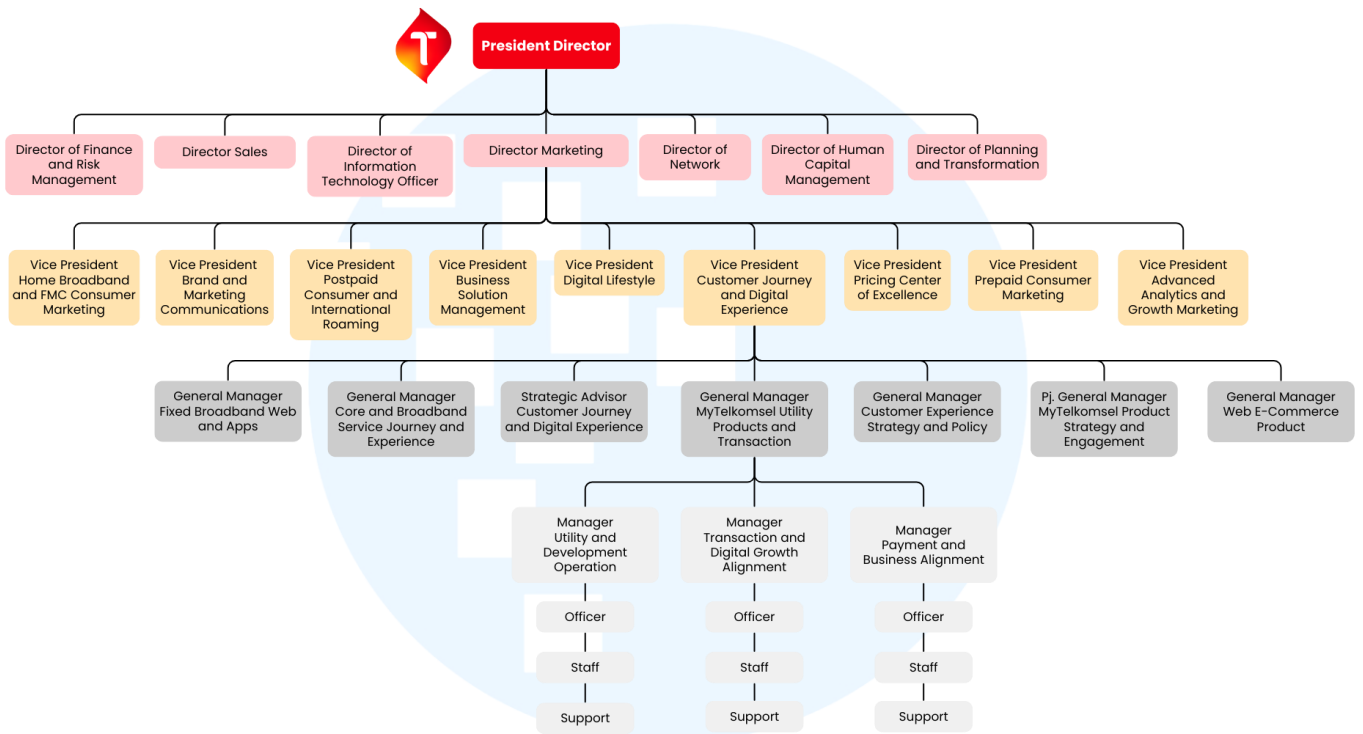 T
President Director
Director of Finance
and Risk
Management
Director Sales
Director of
Information
Technology Officer
Director Marketing
Director of
Network
Director of Human
Capital
Management
Director of Planning
and Transformation
Vice President
Home Broadband
and FMC Consumer
Marketing
Vice President
Brand and
Marketing
Communications
Vice President
Postpaid
Consumer and
International
Roaming
Vice President
Business
Solution
Management
Vice President
Digital Lifestyle
Vice President
Customer Journey
and Digital
Experience
Vice President
Pricing Center
of Excellence
Vice President
Prepaid Consumer
Marketing
Vice President
Advanced
Analytics and
Growth Marketing
General Manager
Fixed Broadband Web
and Apps
General Manager
Core and Broadband
Service Journey and
Experience
Strategic Advisor
Customer Journey
and Digital Experience
General Manager
MyTelkomsel Utility
Products and
Transaction
General Manager
Customer Experience
Strategy and Policy
Pj. General Manager
MyTelkomsel Product
Strategy and
Engagement
General Manager
Web E-Commerce
Product
Manager
Utility and
Development
Operation
Manager
Transaction and
Digital Growth
Alignment
Manager
Payment and
Business Alignment
Officer
Officer
Officer
Staff
Staff
Staff
Support
Support
Support